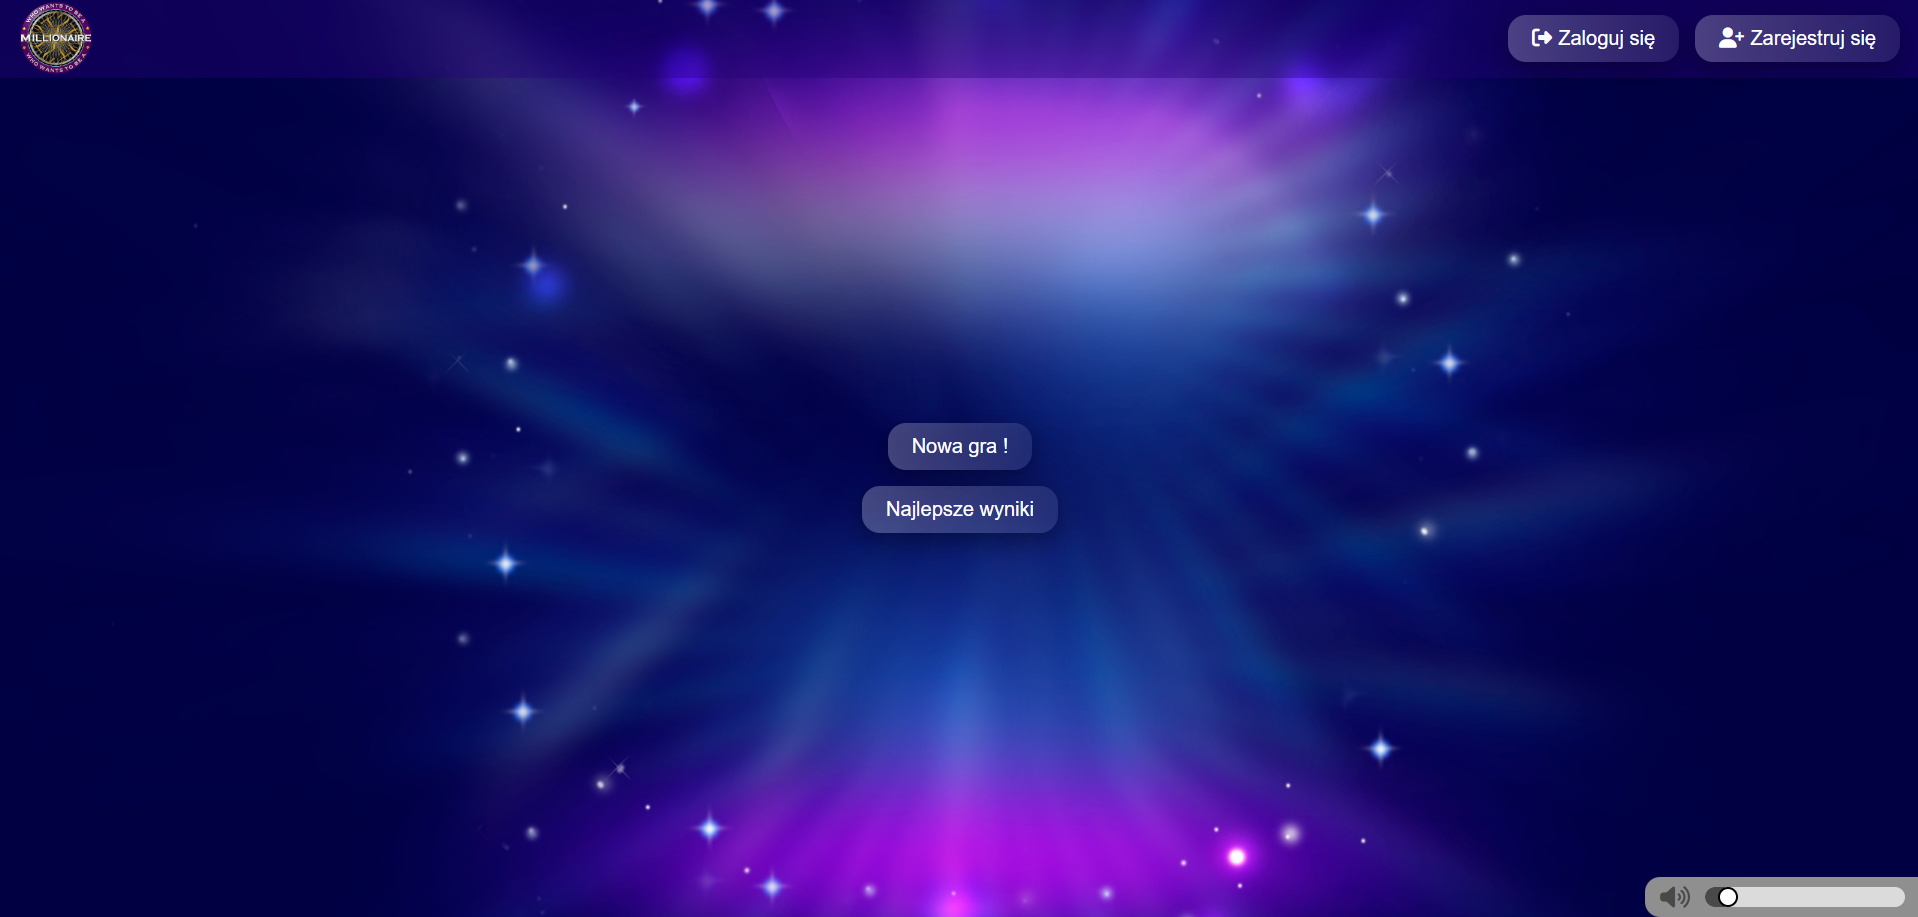 WHO WANTS TO BE A
MILLIONAIRE
WHO WANTS TO BE A
Zaloguj się
Zarejestruj się
Nowa gra !
Najlepsze wyniki